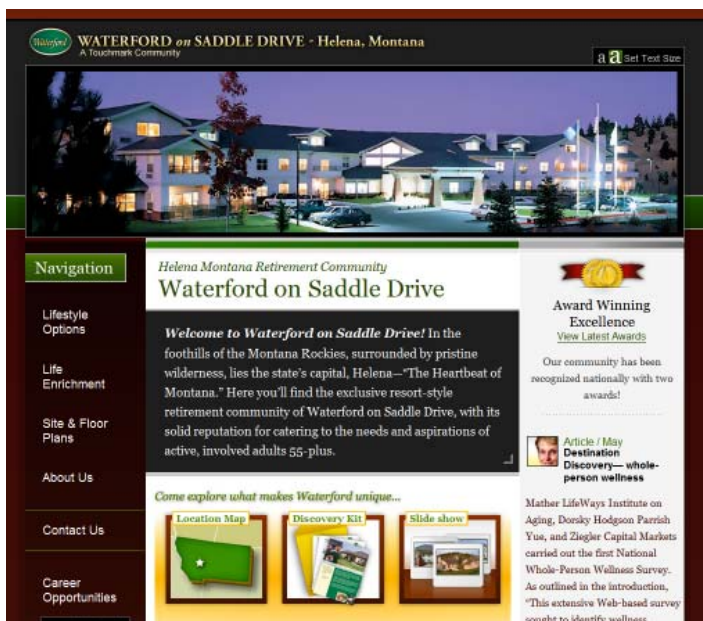 Waterford
WATERFORD on SADDLE DRIVE - Helena, Montana
A Touchmark Community
a a Set Text Size
Navigation
Lifestyle
Options
Life
Enrichment
Site & Floor
Plans
About Us
Contact Us
Career
Opportunities
Helena Montana Retirement Community
Waterford on Saddle Drive
Welcome to Waterford on Saddle Drive! In the
foothills of the Montana Rockies, surrounded by pristine
wilderness, lies the state's capital, Helena—"The Heartbeat of
Montana." Here you'll find the exclusive resort-style
retirement community of Waterford on Saddle Drive, with its
solid reputation for catering to the needs and aspirations of
active, involved adults 55-plus.
Come explore what makes Waterford unique...
Location Map
Discovery Kit
Slide show
Award Winning
Excellence
View Latest Awards
Our community has been
recognized nationally with two
awards!
Article / May
Destination
Discovery— whole-
person wellness
Mather LifeWays Institute on
Aging, Dorsky Hodgson Parrish
Yue, and Ziegler Capital Markets
carried out the first National
Whole-Person Wellness Survey.
As outlined in the introduction,
"This extensive Web-based survey
sought to identify wellness